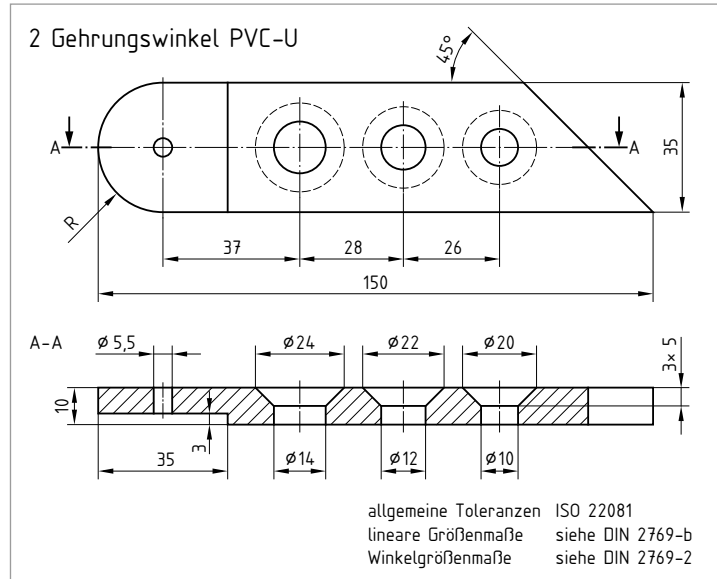 2 Gehrungswinkel PVC-U
45°
A
A
35
R
37
28
26
150
A-A
ø 5,5
ø24
ø22
ø20
3× 5
10
3
35
ø14
ø12
ø10
allgemeine Toleranzen ISO 22081
lineare Größenmaße siehe DIN 2769-b
Winkelgrößenmaße siehe DIN 2769-2